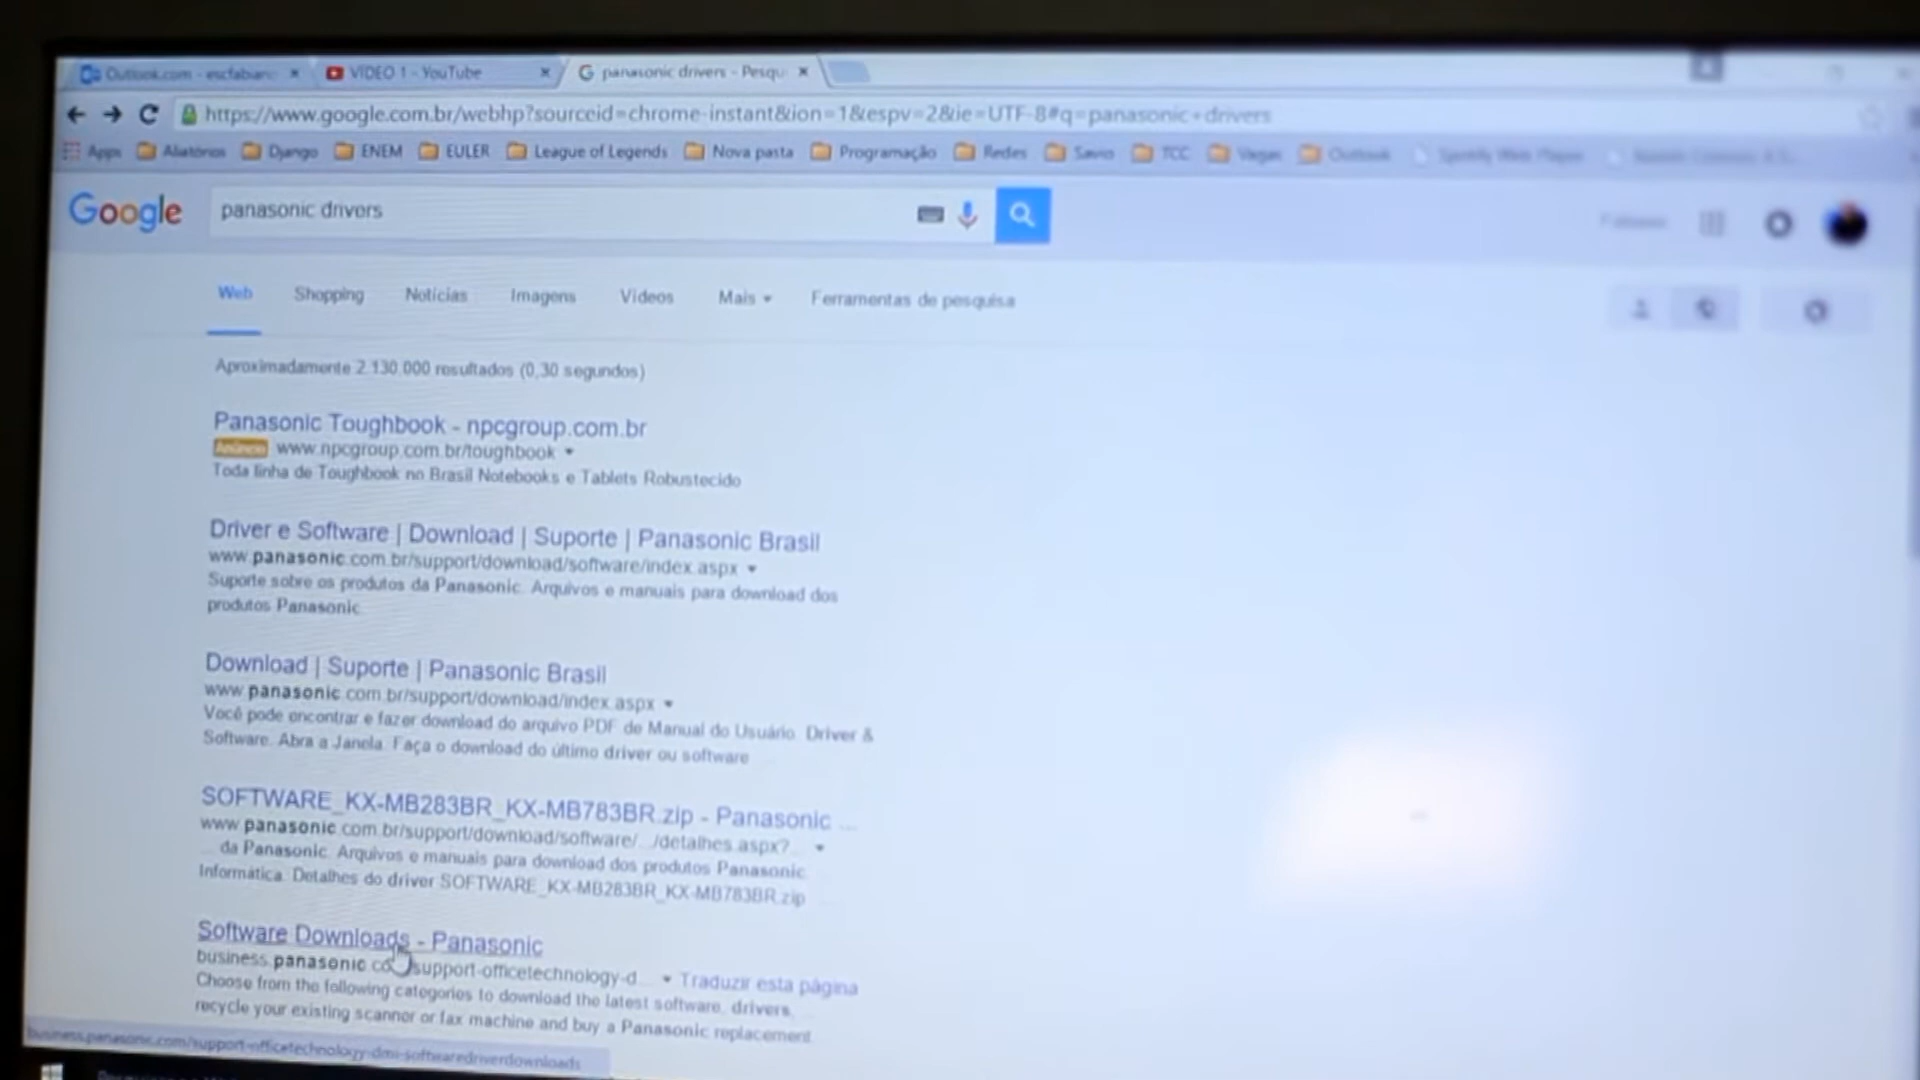 Outlook.com - escfabiano
VÍDEO 1 - YouTube
panasonic drivers - Pesqu
https://www.google.com.br/webhp?sourceid=chrome-instant&ion=1&espv=2&ie=UTF-8#q=panasonic+drivers
Apps Aliatórios Django ENEM EULER League of Legends Nova pasta Programação Redes Savio TCC Vagas Outlook Spotify Web Player
Google panasonic drivers
Web Shopping Notícias Imagens Vídeos Mais Ferramentas de pesquisa
Aproximadamente 2.130.000 resultados (0,30 segundos)
Panasonic Toughbook - npcgroup.com.br
Anúncio www.npcgroup.com.br/toughbook
Toda linha de Toughbook no Brasil Notebooks e Tablets Robustecido
Driver e Software | Download | Suporte | Panasonic Brasil
www.panasonic.com.br/support/download/software/index.aspx
Suporte sobre os produtos da Panasonic. Arquivos e manuais para download dos
produtos Panasonic.
Download | Suporte | Panasonic Brasil
www.panasonic.com.br/support/download/index.aspx
Você pode encontrar e fazer download do arquivo PDF de Manual do Usuário. Driver &
Software. Abra a Janela. Faça o download do último driver ou software
SOFTWARE_KX-MB283BR_KX-MB783BR.zip - Panasonic ...
www.panasonic.com.br/support/download/software/.../detalhes.aspx?...
... da Panasonic. Arquivos e manuais para download dos produtos Panasonic.
Informática. Detalhes do driver SOFTWARE_KX-MB283BR_KX-MB783BR.zip
Software Downloads - Panasonic
business.panasonic.co support-officetechnology-d... Traduzir esta página
Choose from the following categories to download the latest software, drivers, ...
recycle your existing scanner or fax machine and buy a Panasonic replacement.
business.panasonic.com/support-officetechnology-dmi-softwaredriverdownloads